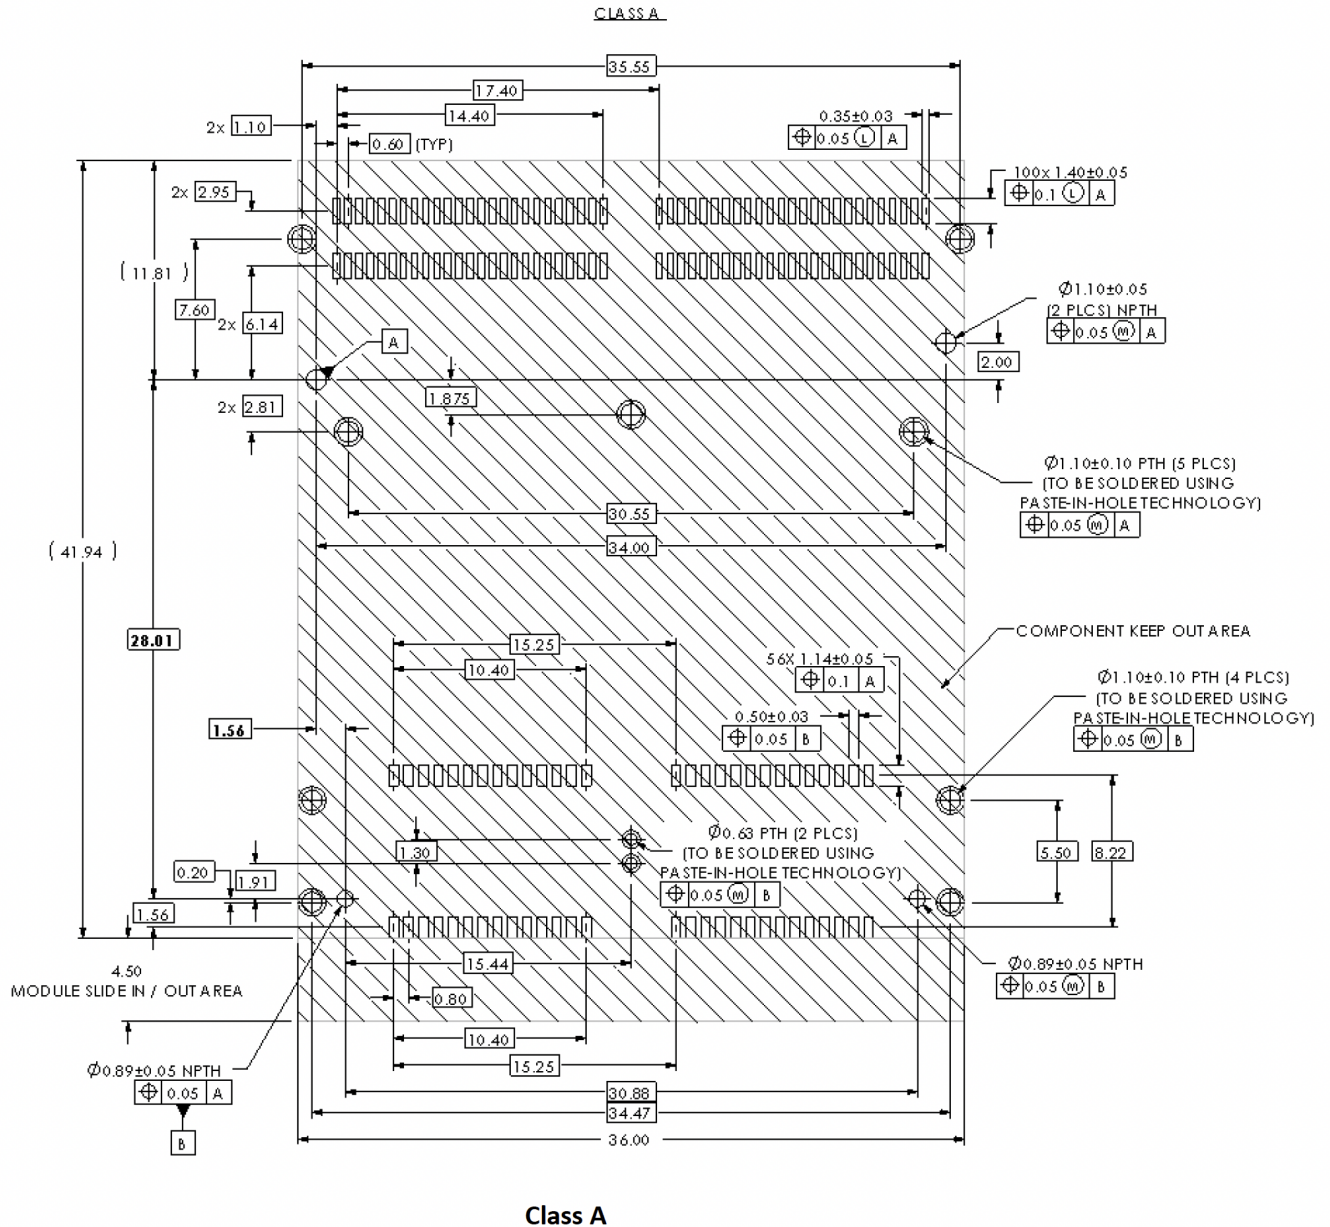 CLASS A
35.55
17.40
14.40
2x 1.10
0.60 (TYP)
0.35±0.03
⌖ 0.05 Ⓛ A
100x 1.40±0.05
⌖ 0.1 Ⓛ A
2x 2.95
( 11.81 )
7.60
2x 6.14
A
Ø1.10±0.05
(2 PLCS) NPTH
⌖ 0.05 Ⓜ A
2.00
1.875
2x 2.81
Ø1.10±0.10 PTH (5 PLCS)
(TO BE SOLDERED USING
PASTE-IN-HOLE TECHNOLOGY)
⌖ 0.05 Ⓜ A
30.55
34.00
( 41.94 )
28.01
COMPONENT KEEP OUT AREA
15.25
10.40
56X 1.14±0.05
⌖ 0.1 A
0.50±0.03
⌖ 0.05 B
Ø1.10±0.10 PTH (4 PLCS)
(TO BE SOLDERED USING
PASTE-IN-HOLE TECHNOLOGY)
⌖ 0.05 Ⓜ B
1.56
1.30
Ø0.63 PTH (2 PLCS)
(TO BE SOLDERED USING
PASTE-IN-HOLE TECHNOLOGY)
⌖ 0.05 Ⓜ B
5.50
8.22
0.20
1.91
1.56
15.44
0.80
4.50
MODULE SLIDE IN / OUT AREA
Ø0.89±0.05 NPTH
⌖ 0.05 Ⓜ B
10.40
15.25
Ø0.89±0.05 NPTH
⌖ 0.05 A
B
30.88
34.47
36.00
Class A